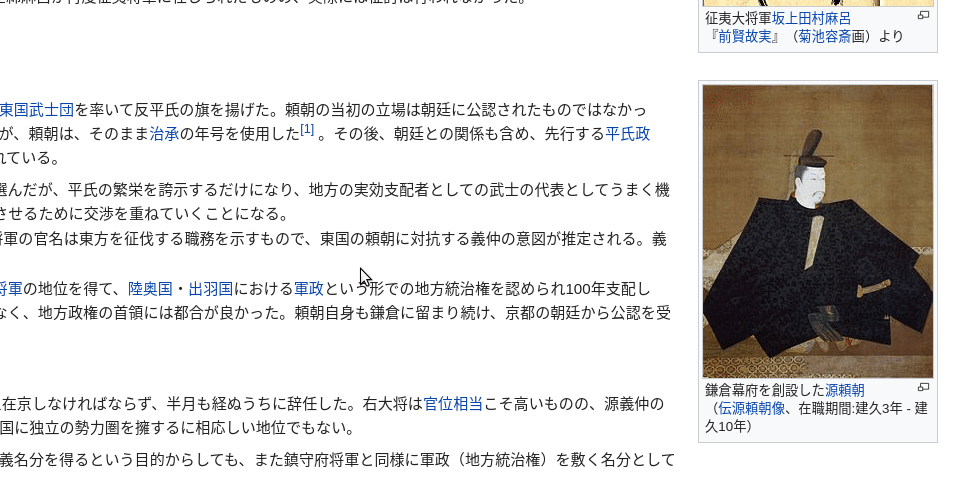 征夷大将軍坂上田村麻呂
『前賢故実』（菊池容斎画）より
東国武士団を率いて反平氏の旗を揚げた。頼朝の当初の立場は朝廷に公認されたものではなかっ
が、頼朝は、そのまま治承の年号を使用した[1] 。その後、朝廷との関係も含め、先行する平氏政
れている。
選んだが、平氏の繁栄を誇示するだけになり、地方の実効支配者としての武士の代表としてうまく機
させるために交渉を重ねていくことになる。
将軍の官名は東方を征伐する職務を示すもので、東国の頼朝に対抗する義仲の意図が推定される。義
将軍の地位を得て、陸奥国・出羽国における軍政という形での地方統治権を認められ100年支配し
なく、地方政権の首領には都合が良かった。頼朝自身も鎌倉に留まり続け、京都の朝廷から公認を受
在京しなければならず、半月も経ぬうちに辞任した。右大将は官位相当こそ高いものの、源義仲の
国に独立の勢力圏を擁するに相応しい地位でもない。
義名分を得るという目的からしても、また鎮守府将軍と同様に軍政（地方統治権）を敷く名分として
鎌倉幕府を創設した源頼朝
（伝源頼朝像、在職期間:建久3年 - 建
久10年）